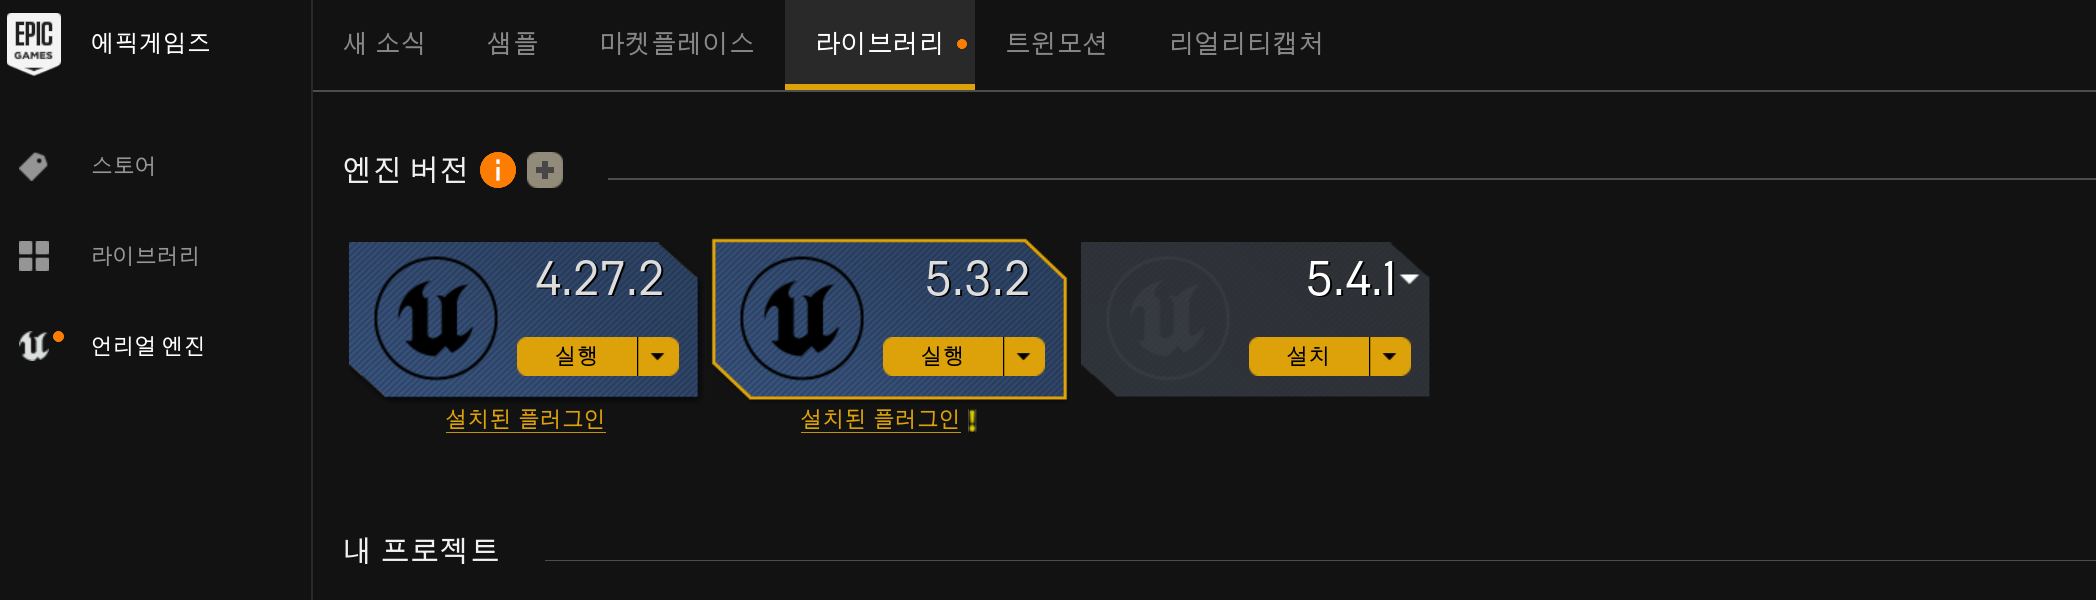 EPIC
GAMES
에픽게임즈
새 소식
샘플
마켓플레이스
라이브러리
트윈모션
리얼리티캡처
스토어
라이브러리
언리얼 엔진
엔진 버전
4.27.2
실행
설치된 플러그인
5.3.2
실행
설치된 플러그인
5.4.1
설치
내 프로젝트